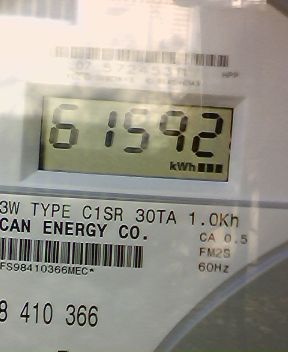 61592
kWh
3W TYPE C1SR 30TA 1.0Kh
CAN ENERGY CO.
CA 0.5
FM2S
FS98410366MEC*
60Hz
8 410 366